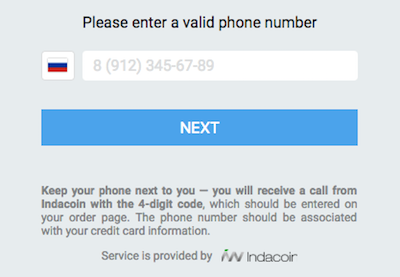 Please enter a valid phone number
8 (912) 345-67-89
NEXT
Keep your phone next to you — you will receive a call from
Indacoin with the 4-digit code, which should be entered on
your order page. The phone number should be associated
with your credit card information.
Service is provided by Indacoin